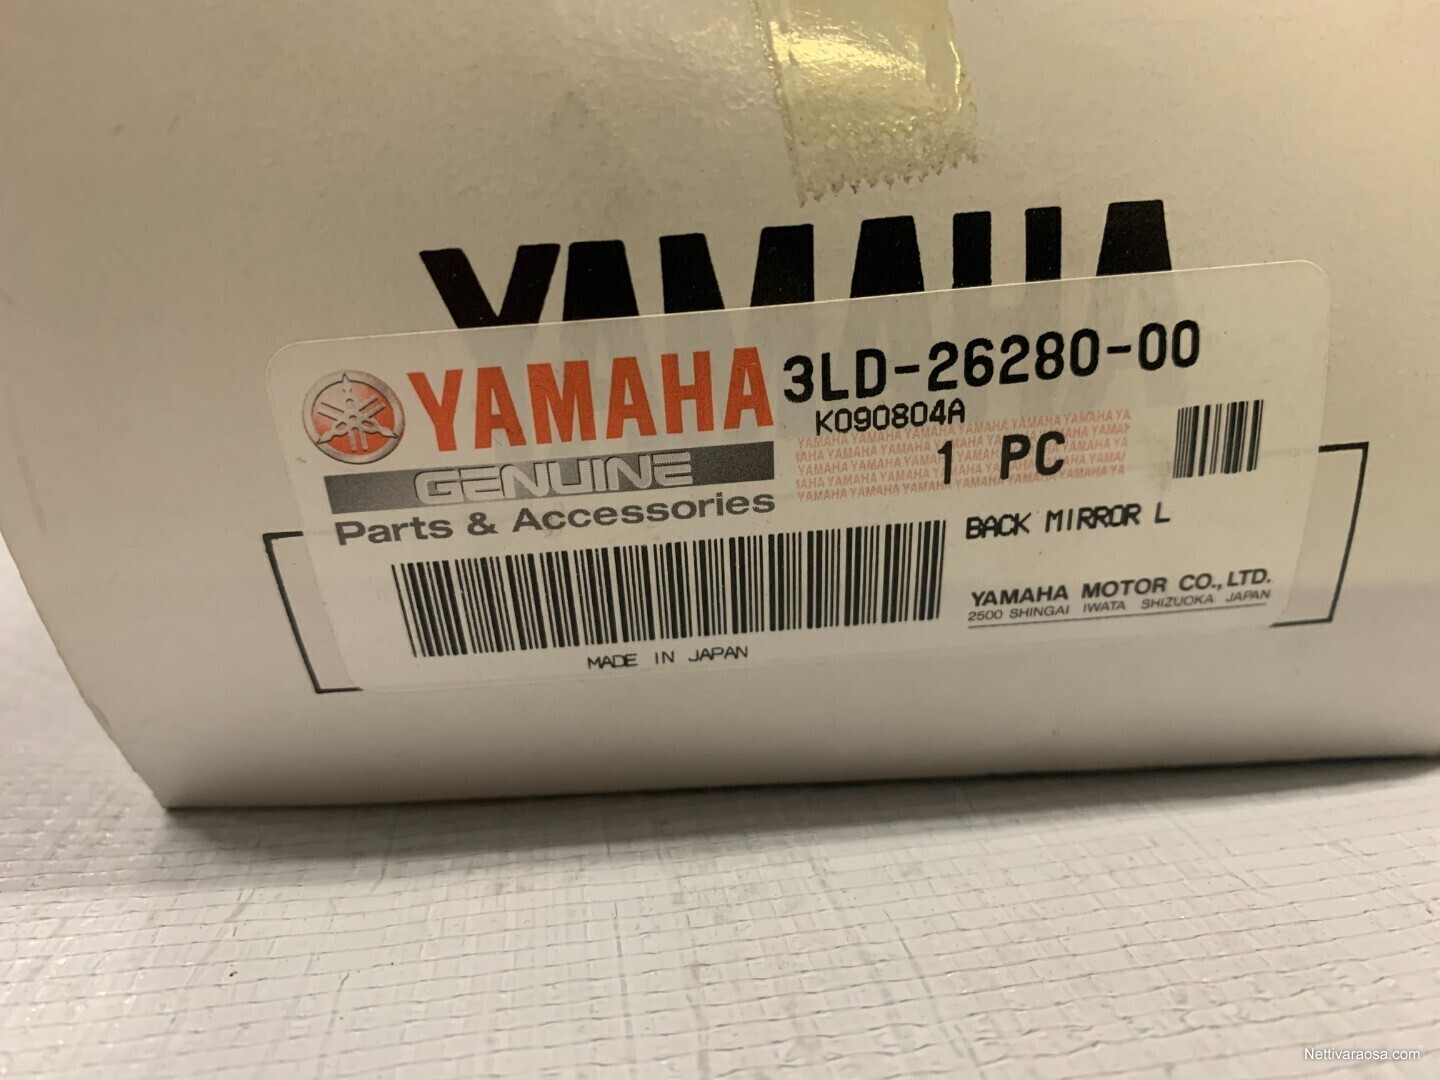 YAMAHA
YAMAHA 3LD-26280-00
K090804A
GENUINE
1 PC
Parts & Accessories
BACK MIRROR L
YAMAHA MOTOR CO., LTD.
2500 SHINGAI IWATA SHIZUOKA JAPAN
MADE IN JAPAN
Nettivaraosa.com